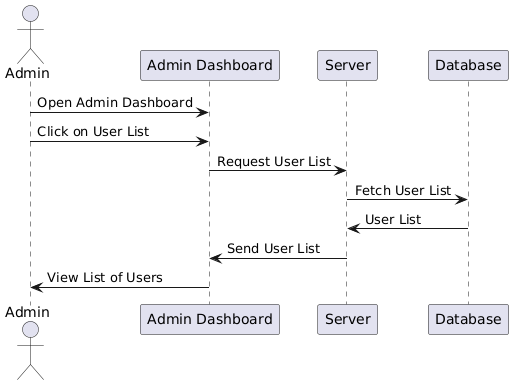 Admin
Admin Dashboard
Server
Database
Open Admin Dashboard
Click on User List
Request User List
Fetch User List
User List
Send User List
View List of Users
Admin
Admin Dashboard
Server
Database